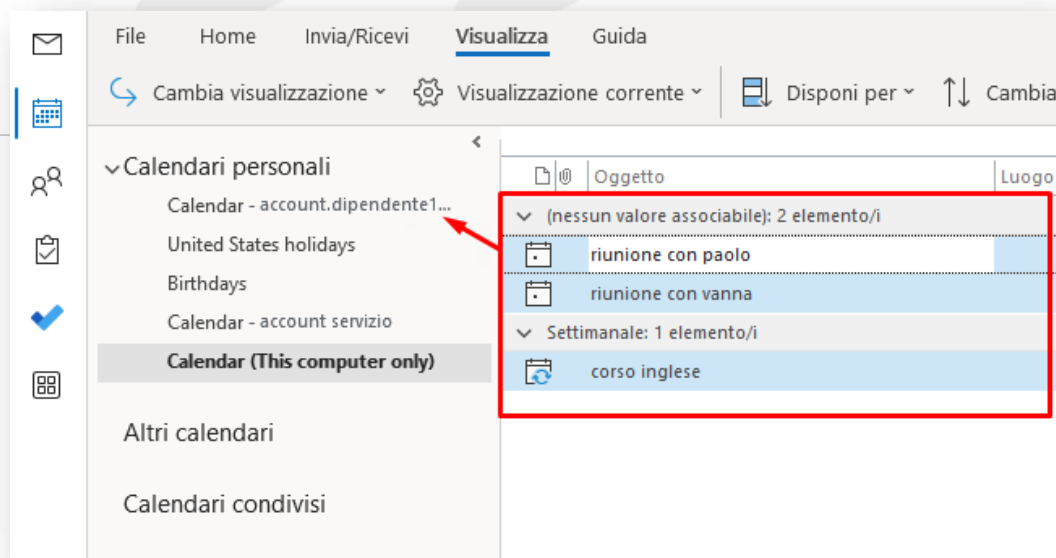 File Home Invia/Ricevi Visualizza Guida
Cambia visualizzazione Visualizzazione corrente Disponi per Cambia
Calendari personali
Calendar - account.dipendente1...
United States holidays
Birthdays
Calendar - account servizio
Calendar (This computer only)
Altri calendari
Calendari condivisi
Oggetto Luogo
(nessun valore associabile): 2 elemento/i
riunione con paolo
riunione con vanna
Settimanale: 1 elemento/i
corso inglese